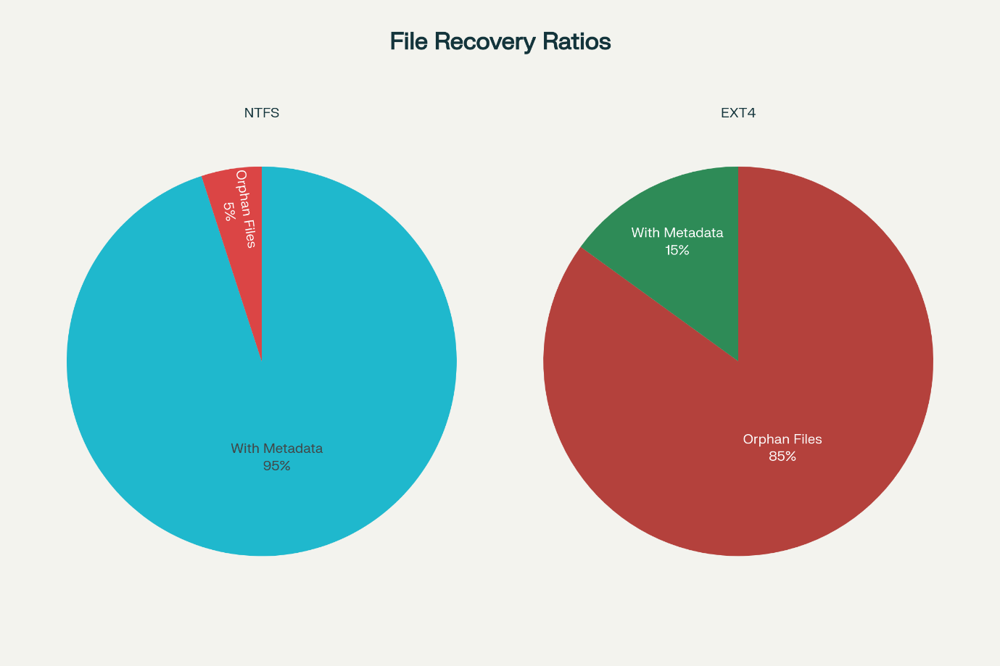 File Recovery Ratios
NTFS
Orphan Files
5%
With Metadata
95%
EXT4
With Metadata
15%
Orphan Files
85%